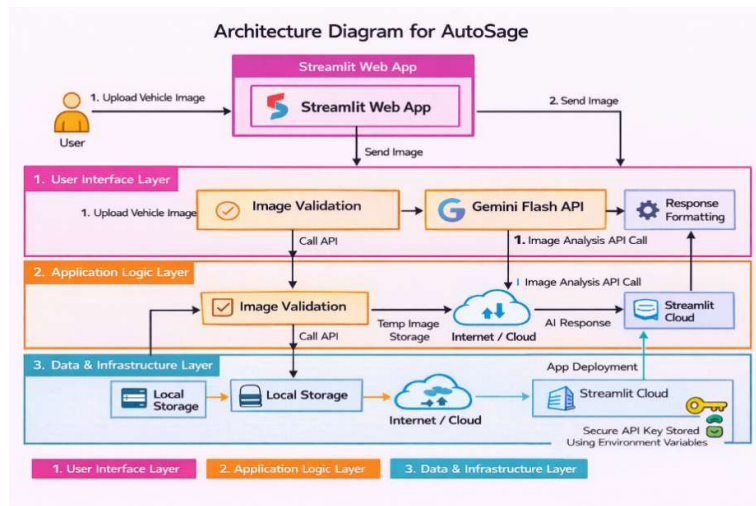 Architecture Diagram for AutoSage
Streamlit Web App
Streamlit Web App
1. Upload Vehicle Image
2. Send Image
User
Send Image
1. User Interface Layer
1. Upload Vehicle Image
Image Validation
Gemini Flash API
Response
Formatting
Call API
1. Image Analysis API Call
2. Application Logic Layer
Image Analysis API Call
Image Validation
Streamlit
Cloud
Temp Image
Storage
Internet / Cloud
AI Response
Call API
3. Data & Infrastructure Layer
App Deployment
Local
Storage
Local Storage
Streamlit Cloud
Internet / Cloud
Secure API Key Stored
Using Environment Variables
1. User Interface Layer
2. Application Logic Layer
3. Data & Infrastructure Layer